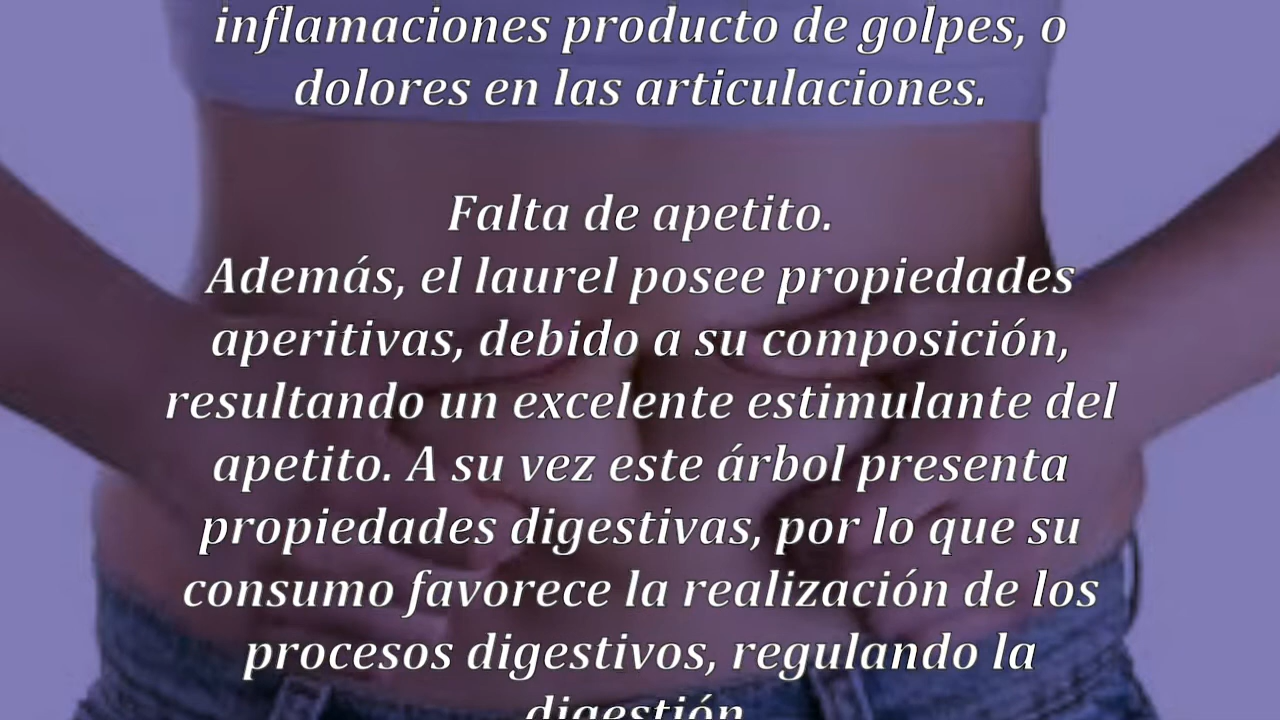 inflamaciones producto de golpes, o
dolores en las articulaciones.
Falta de apetito.
Además, el laurel posee propiedades
aperitivas, debido a su composición,
resultando un excelente estimulante del
apetito. A su vez este árbol presenta
propiedades digestivas, por lo que su
consumo favorece la realización de los
procesos digestivos, regulando la
digestión